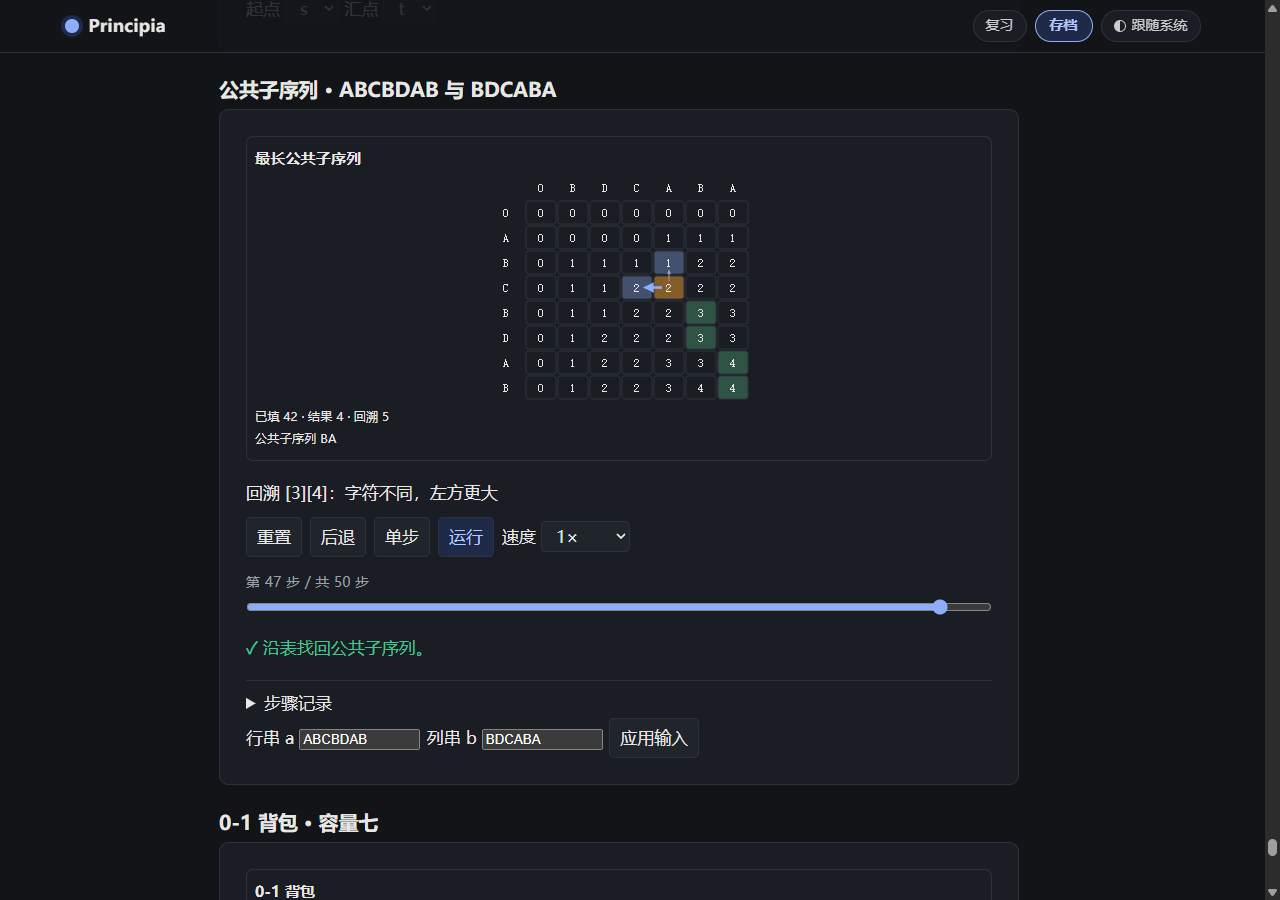 起点 s 汇点 t
Principia
复习 存档 跟随系统
公共子序列 • ABCBDAB 与 BDCABA
最长公共子序列
0 B D C A B A
0 0 0 0 0 0 0 0
A 0 0 0 0 1 1 1
B 0 1 1 1 1 2 2
C 0 1 1 2 2 2 2
B 0 1 1 2 2 3 3
D 0 1 2 2 2 3 3
A 0 1 2 2 3 3 4
B 0 1 2 2 3 4 4
已填 42 · 结果 4 · 回溯 5
公共子序列 BA
回溯 [3][4]：字符不同，左方更大
重置 后退 单步 运行 速度 1×
第 47 步 / 共 50 步
✓ 沿表找回公共子序列。
▶ 步骤记录
行串 a ABCBDAB 列串 b BDCABA 应用输入
0-1 背包 • 容量七
0-1 背包